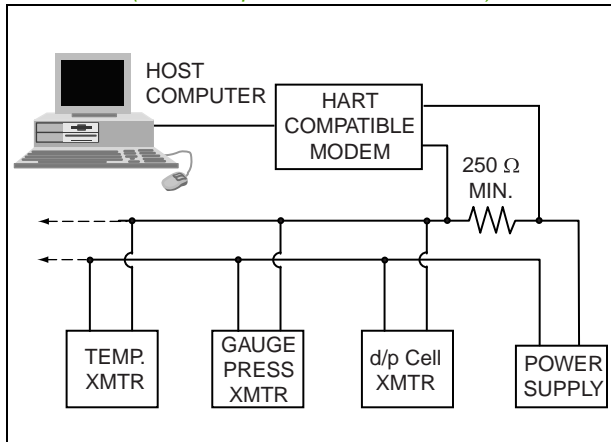 HOST
COMPUTER
HART
COMPATIBLE
MODEM
250 Ω
MIN.
TEMP.
XMTR
GAUGE
PRESS
XMTR
d/p Cell
XMTR
POWER
SUPPLY